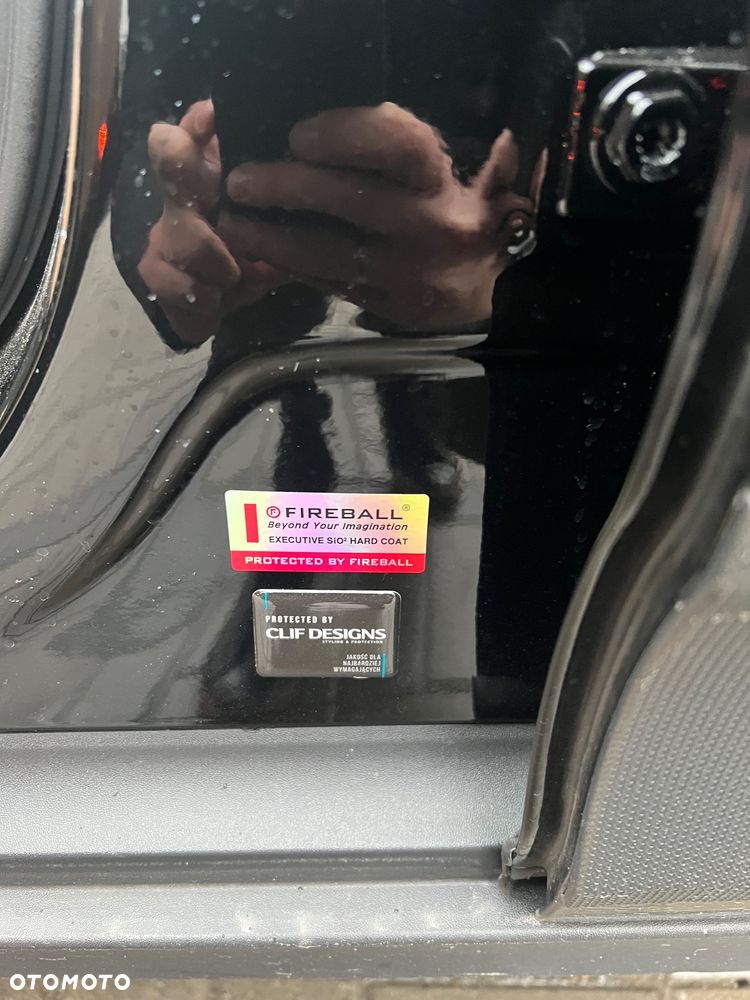 FIREBALL®
Beyond Your Imagination
EXECUTIVE SiO² HARD COAT
PROTECTED BY FIREBALL
PROTECTED BY
CLIF DESIGNS
STYLING & PROTECTION
JAKOŚĆ DLA
NAJBARDZIEJ
WYMAGAJĄCYCH
OTOMOTO